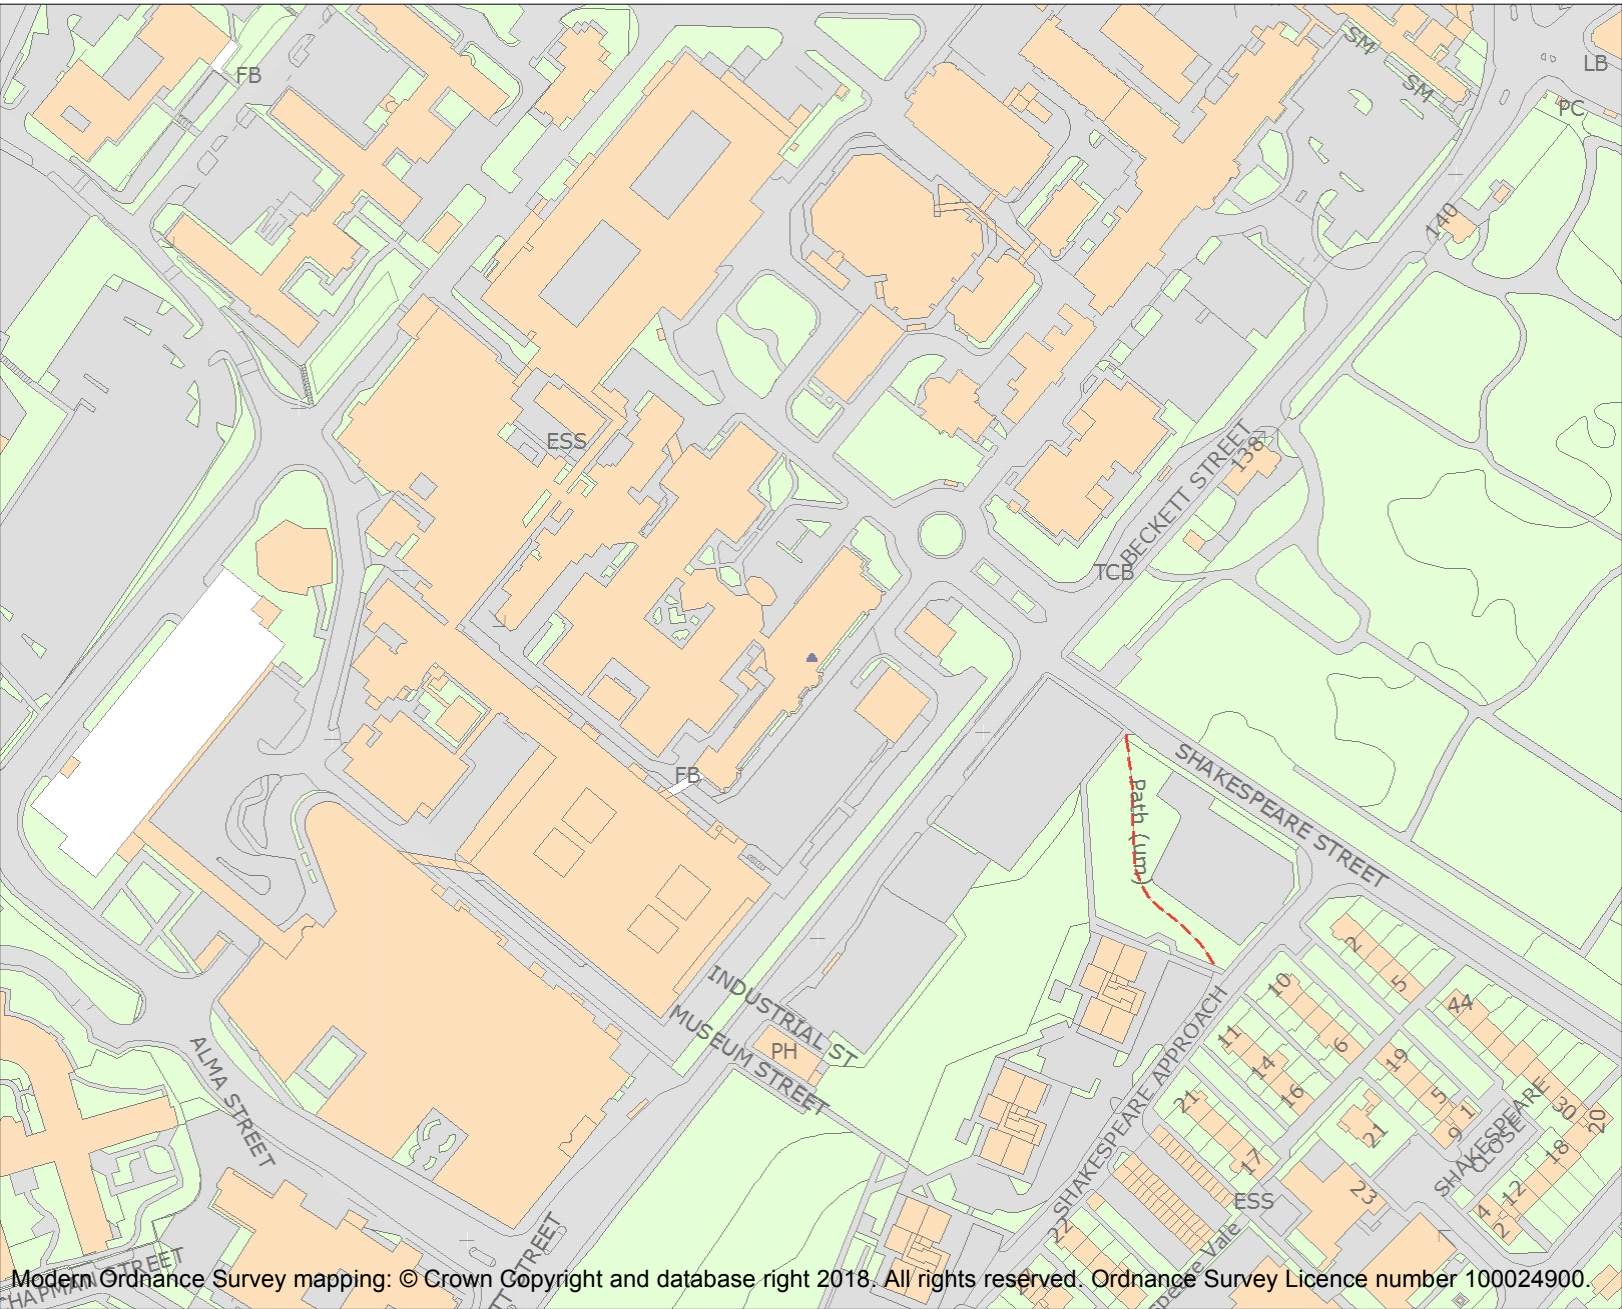 SM
LB
FB
SM
PC
140
ESS
138
BECKETT STREET
TCB
FB
SHAKESPEARE STREET
Path (um)
2
5
10
44
INDUSTRIAL ST
MUSEUM STREET
PH
SHAKESPEARE APPROACH
11
6
14
19
16
5
1
9
21
21
30
20
18
17
SHAKESPEARE
CLOSE
ALMA STREET
23
12
4
2
ESS
22
TT STREET
CHAPMAN STREET
speare Vale
Modern Ordnance Survey mapping: © Crown Copyright and database right 2018. All rights reserved. Ordnance Survey Licence number 100024900.